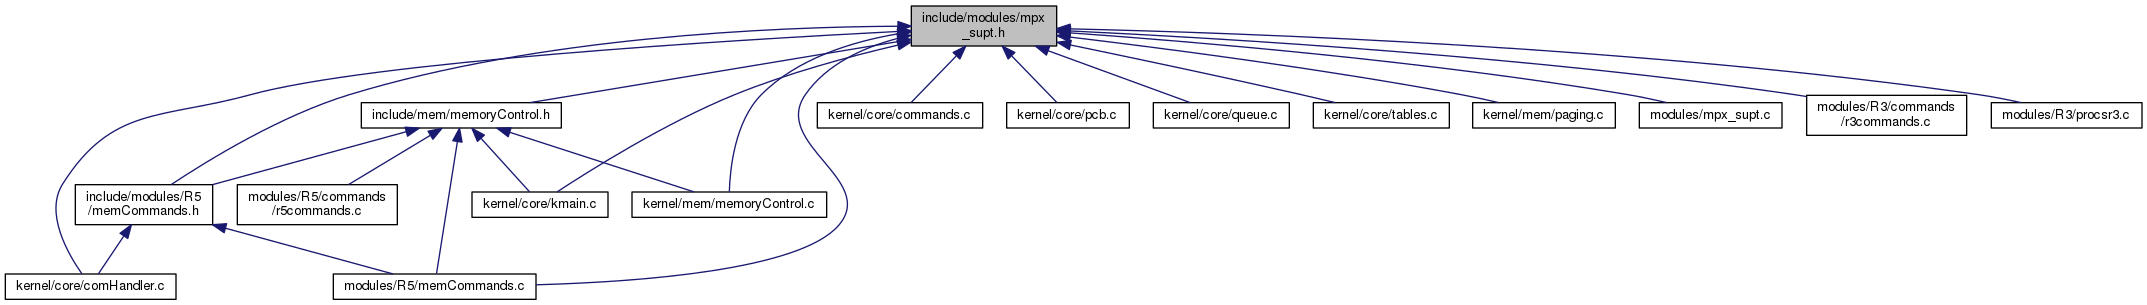 include/modules/mpx
_supt.h
include/mem/memoryControl.h
kernel/core/commands.c
kernel/core/pcb.c
kernel/core/queue.c
kernel/core/tables.c
kernel/mem/paging.c
modules/mpx_supt.c
modules/R3/commands
/r3commands.c
modules/R3/procsr3.c
include/modules/R5
/memCommands.h
modules/R5/commands
/r5commands.c
kernel/core/kmain.c
kernel/mem/memoryControl.c
kernel/core/comHandler.c
modules/R5/memCommands.c